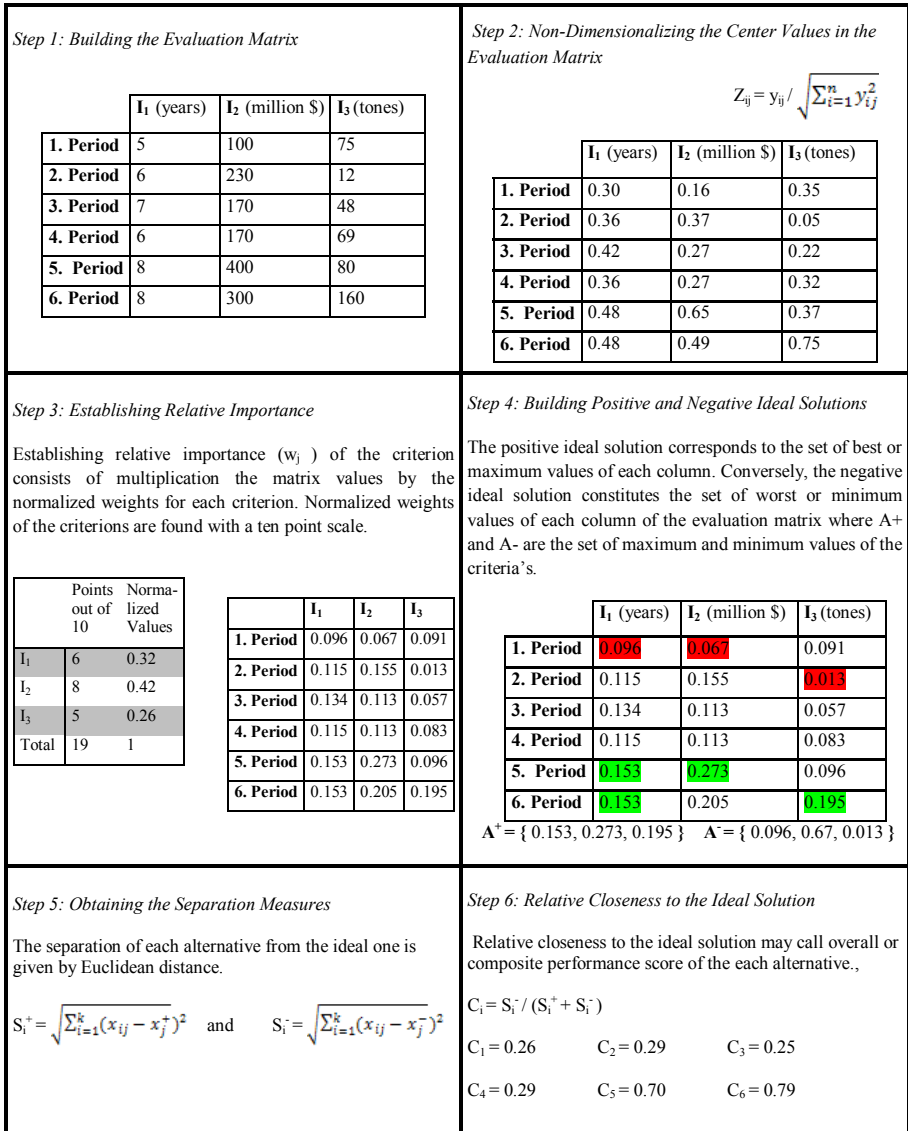 Step 1: Building the Evaluation Matrix
I₁ (years) I₂ (million $) I₃ (tones)
1. Period 5 100 75
2. Period 6 230 12
3. Period 7 170 48
4. Period 6 170 69
5. Period 8 400 80
6. Period 8 300 160
Step 2: Non-Dimensionalizing the Center Values in the
Evaluation Matrix
Zᵢⱼ = yᵢⱼ / √∑ⁿᵢ₌₁ y²ᵢⱼ
I₁ (years) I₂ (million $) I₃ (tones)
1. Period 0.30 0.16 0.35
2. Period 0.36 0.37 0.05
3. Period 0.42 0.27 0.22
4. Period 0.36 0.27 0.32
5. Period 0.48 0.65 0.37
6. Period 0.48 0.49 0.75
Step 3: Establishing Relative Importance
Establishing relative importance (wⱼ ) of the criterion
consists of multiplication the matrix values by the
normalized weights for each criterion. Normalized weights
of the criterions are found with a ten point scale.
Points Norma-
out of lized
10 Values
I₁ 6 0.32
I₂ 8 0.42
I₃ 5 0.26
Total 19 1
I₁ I₂ I₃
1. Period 0.096 0.067 0.091
2. Period 0.115 0.155 0.013
3. Period 0.134 0.113 0.057
4. Period 0.115 0.113 0.083
5. Period 0.153 0.273 0.096
6. Period 0.153 0.205 0.195
Step 4: Building Positive and Negative Ideal Solutions
The positive ideal solution corresponds to the set of best or
maximum values of each column. Conversely, the negative
ideal solution constitutes the set of worst or minimum
values of each column of the evaluation matrix where A+
and A- are the set of maximum and minimum values of the
criteria’s.
I₁ (years) I₂ (million $) I₃ (tones)
1. Period 0.096 0.067 0.091
2. Period 0.115 0.155 0.013
3. Period 0.134 0.113 0.057
4. Period 0.115 0.113 0.083
5. Period 0.153 0.273 0.096
6. Period 0.153 0.205 0.195
A⁺ = { 0.153, 0.273, 0.195 } A⁻ = { 0.096, 0.67, 0.013 }
Step 5: Obtaining the Separation Measures
The separation of each alternative from the ideal one is
given by Euclidean distance.
Sᵢ⁺ = √∑ᵏᵢ₌₁(xᵢⱼ − xⱼ⁺)² and Sᵢ⁻ = √∑ᵏᵢ₌₁(xᵢⱼ − xⱼ⁻)²
Step 6: Relative Closeness to the Ideal Solution
Relative closeness to the ideal solution may call overall or
composite performance score of the each alternative.,
Cᵢ = Sᵢ⁻ / (Sᵢ⁺ + Sᵢ⁻)
C₁ = 0.26 C₂ = 0.29 C₃ = 0.25
C₄ = 0.29 C₅ = 0.70 C₆ = 0.79